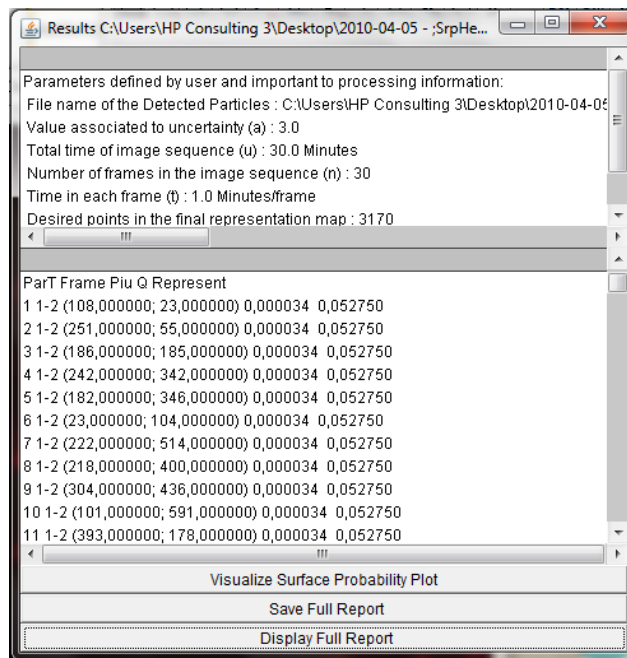 Results C:\Users\HP Consulting 3\Desktop\2010-04-05 - ;SrpHe...
Parameters defined by user and important to processing information:
File name of the Detected Particles : C:\Users\HP Consulting 3\Desktop\2010-04-05
Value associated to uncertainty (a) : 3.0
Total time of image sequence (u) : 30.0 Minutes
Number of frames in the image sequence (n) : 30
Time in each frame (t) : 1.0 Minutes/frame
Desired points in the final representation map : 3170
ParT Frame Piu Q Represent
1 1-2 (108,000000; 23,000000) 0,000034 0,052750
2 1-2 (251,000000; 55,000000) 0,000034 0,052750
3 1-2 (186,000000; 185,000000) 0,000034 0,052750
4 1-2 (242,000000; 342,000000) 0,000034 0,052750
5 1-2 (182,000000; 346,000000) 0,000034 0,052750
6 1-2 (23,000000; 104,000000) 0,000034 0,052750
7 1-2 (222,000000; 514,000000) 0,000034 0,052750
8 1-2 (218,000000; 400,000000) 0,000034 0,052750
9 1-2 (304,000000; 436,000000) 0,000034 0,052750
10 1-2 (101,000000; 591,000000) 0,000034 0,052750
11 1-2 (393,000000; 178,000000) 0,000034 0,052750
Visualize Surface Probability Plot
Save Full Report
Display Full Report